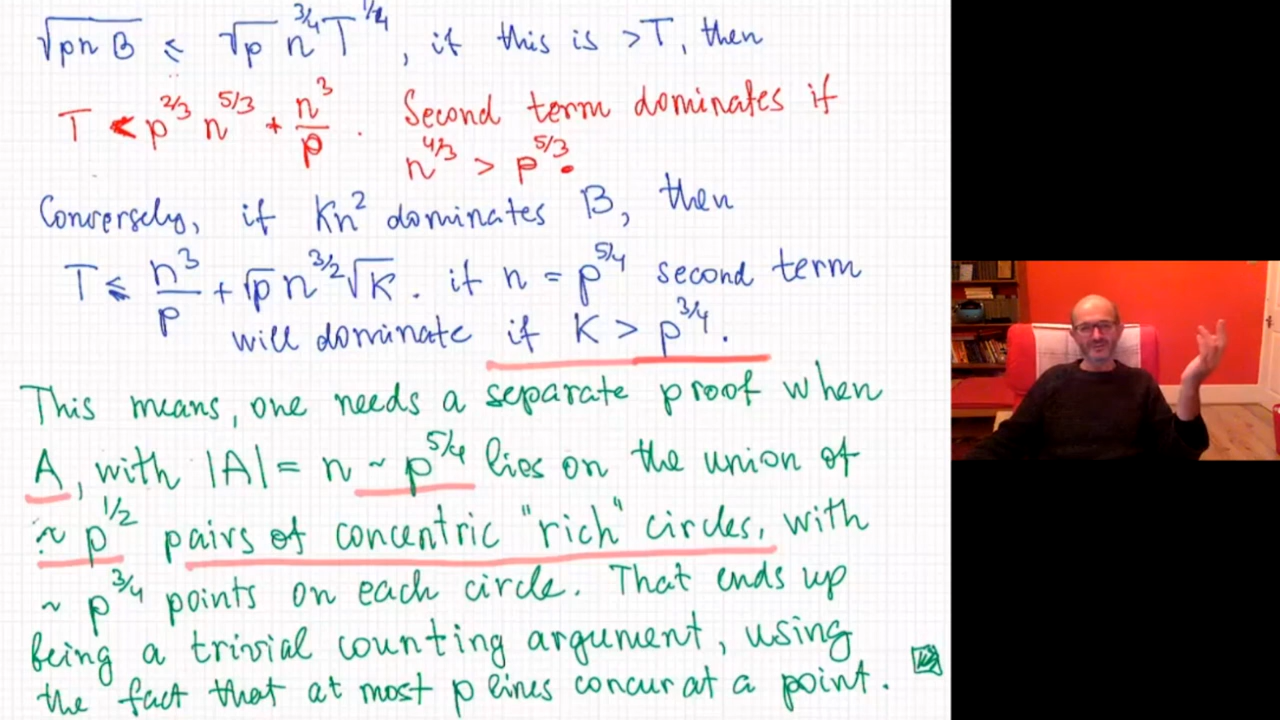 √pnB ⩽ √p n^3/4 T^1/4, if this is >T, then
T < p^2/3 n^5/3 + n^3/p. Second term dominates if
n^4/3 > p^5/3.
Conversely, if Kn^2 dominates B, then
T ⩽ n^3/p + √p n^3/2 √K. if n = p^5/4 second term
will dominate if K > p^3/4.
This means, one needs a separate proof when
A, with |A| = n ~ p^5/4 lies on the union of
~ p^1/2 pairs of concentric "rich" circles, with
~ p^3/4 points on each circle. That ends up
being a trivial counting argument, using
the fact that at most p lines concur at a point.